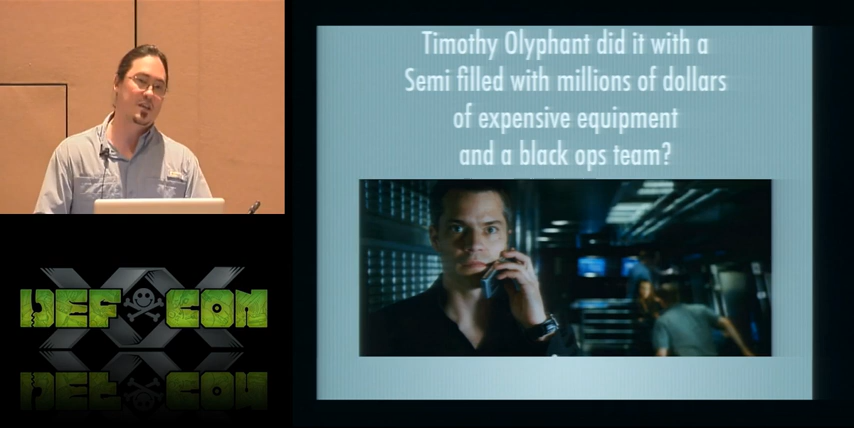 Timothy Olyphant did it with a
Semi filled with millions of dollars
of expensive equipment
and a black ops team?
XX
DEF CON